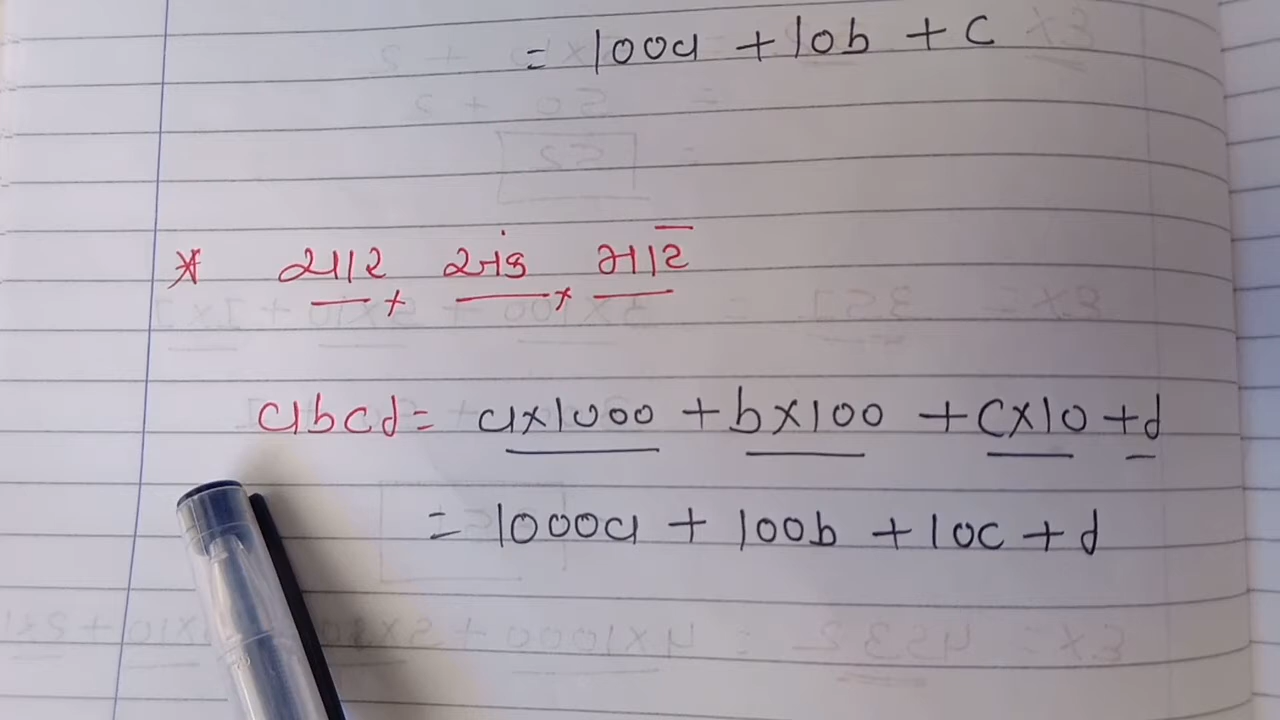 = 100a + 10b + c
* ચાર અંક માટે
abcd = a×1000 + b×100 + c×10 + d
= 1000a + 100b + 10c + d